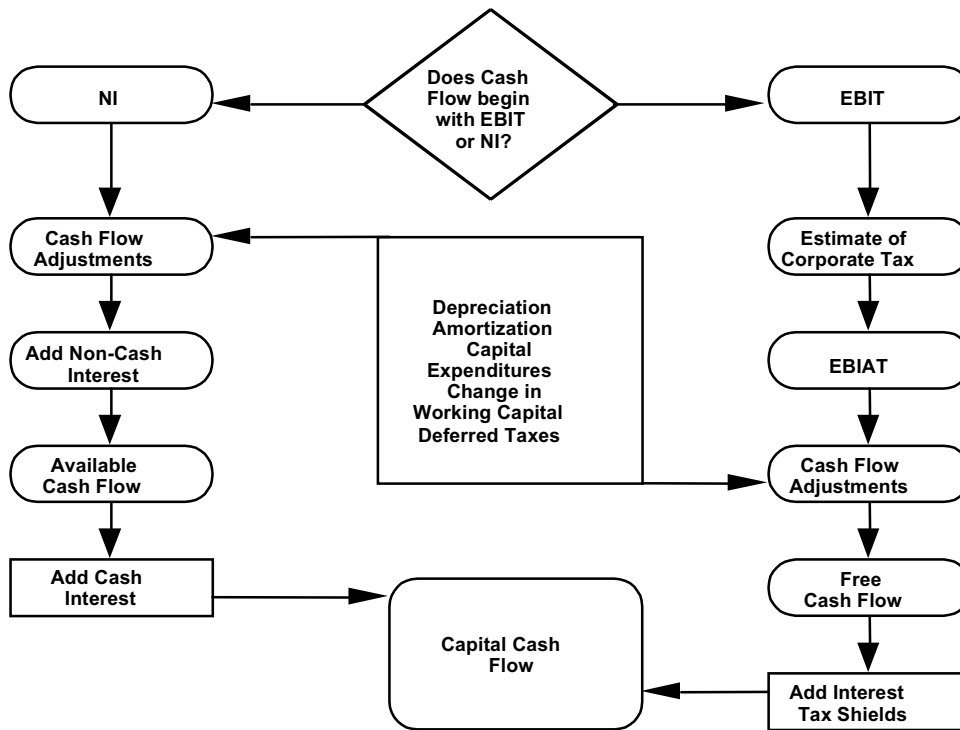 Does Cash
Flow begin
with EBIT
or NI?
NI
EBIT
Cash Flow
Adjustments
Estimate of
Corporate Tax
Depreciation
Amortization
Capital
Expenditures
Change in
Working Capital
Deferred Taxes
Add Non-Cash
Interest
EBIAT
Available
Cash Flow
Cash Flow
Adjustments
Add Cash
Interest
Free
Cash Flow
Capital Cash
Flow
Add Interest
Tax Shields